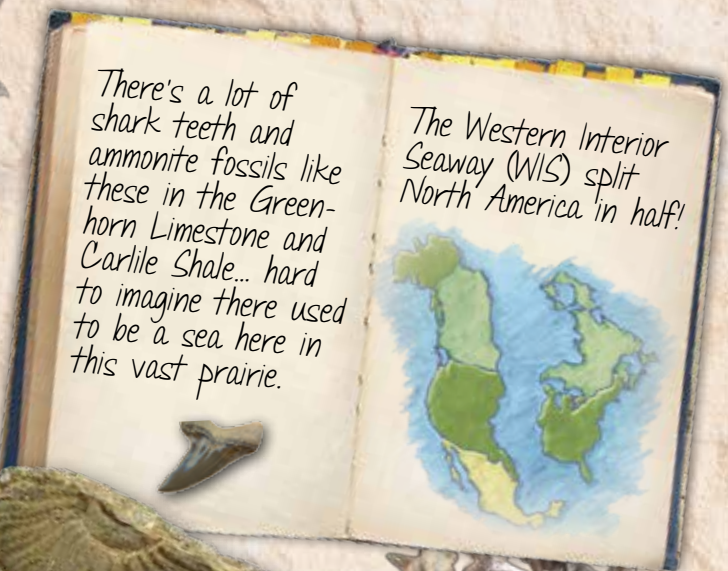 There's a lot of
shark teeth and
ammonite fossils like
these in the Green-
horn Limestone and
Carlile Shale... hard
to imagine there used
to be a sea here in
this vast prairie.
The Western Interior
Seaway (WIS) split
North America in half!